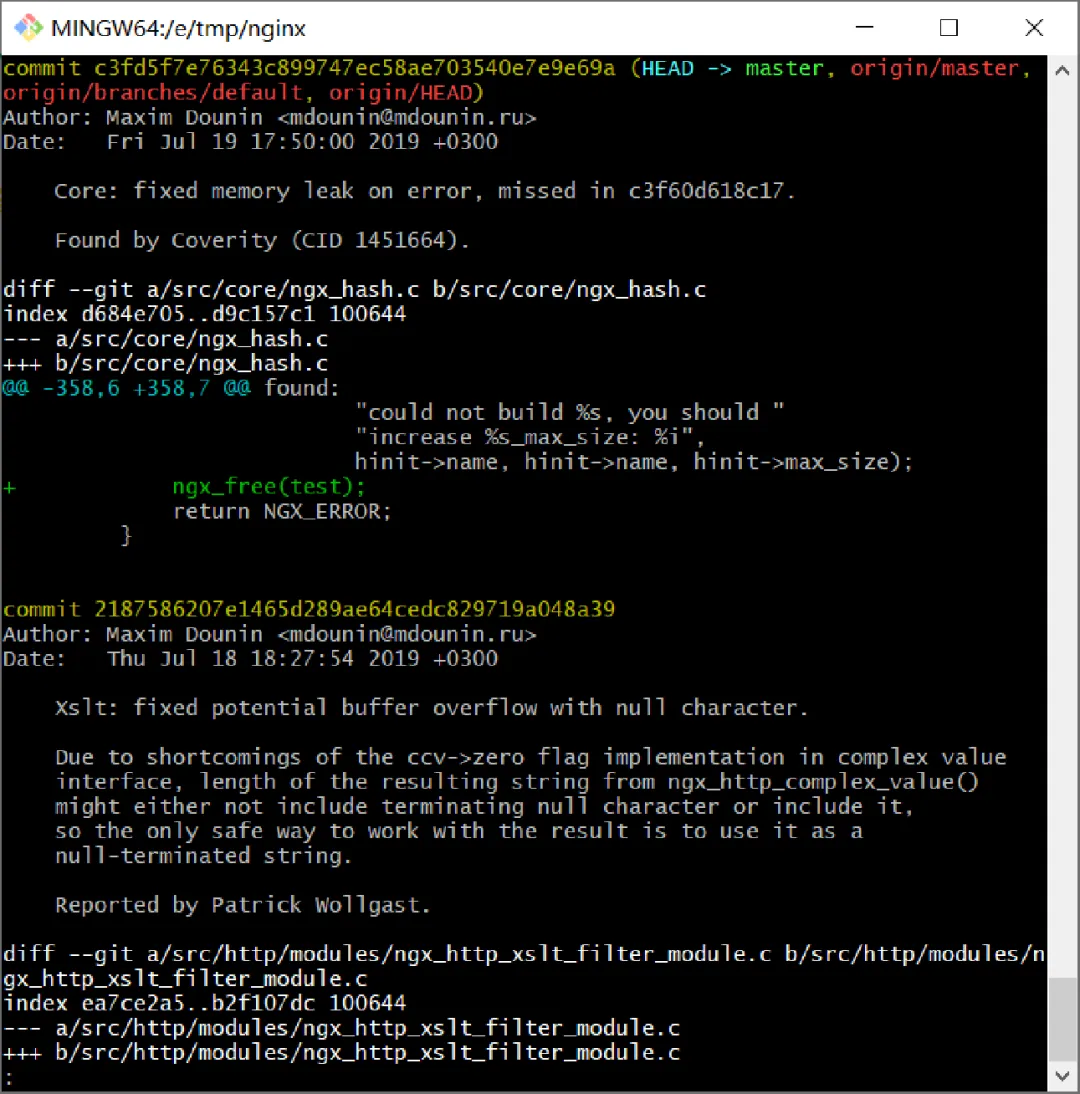 MINGW64:/e/tmp/nginx
commit c3fd5f7e76343c899747ec58ae703540e7e9e69a (HEAD -> master, origin/master,
origin/branches/default, origin/HEAD)
Author: Maxim Dounin <mdounin@mdounin.ru>
Date:   Fri Jul 19 17:50:00 2019 +0300
    Core: fixed memory leak on error, missed in c3f60d618c17.
    Found by Coverity (CID 1451664).
diff --git a/src/core/ngx_hash.c b/src/core/ngx_hash.c
index d684e705..d9c157c1 100644
--- a/src/core/ngx_hash.c
+++ b/src/core/ngx_hash.c
@@ -358,6 +358,7 @@ found:
                           "could not build %s, you should "
                           "increase %s_max_size: %i",
                           hinit->name, hinit->name, hinit->max_size);
+            ngx_free(test);
             return NGX_ERROR;
         }
commit 2187586207e1465d289ae64cedc829719a048a39
Author: Maxim Dounin <mdounin@mdounin.ru>
Date:   Thu Jul 18 18:27:54 2019 +0300
    Xslt: fixed potential buffer overflow with null character.
    Due to shortcomings of the ccv->zero flag implementation in complex value
    interface, length of the resulting string from ngx_http_complex_value()
    might either not include terminating null character or include it,
    so the only safe way to work with the result is to use it as a
    null-terminated string.
    Reported by Patrick Wollgast.
diff --git a/src/http/modules/ngx_http_xslt_filter_module.c b/src/http/modules/n
gx_http_xslt_filter_module.c
index ea7ce2a5..b2f107dc 100644
--- a/src/http/modules/ngx_http_xslt_filter_module.c
+++ b/src/http/modules/ngx_http_xslt_filter_module.c
: